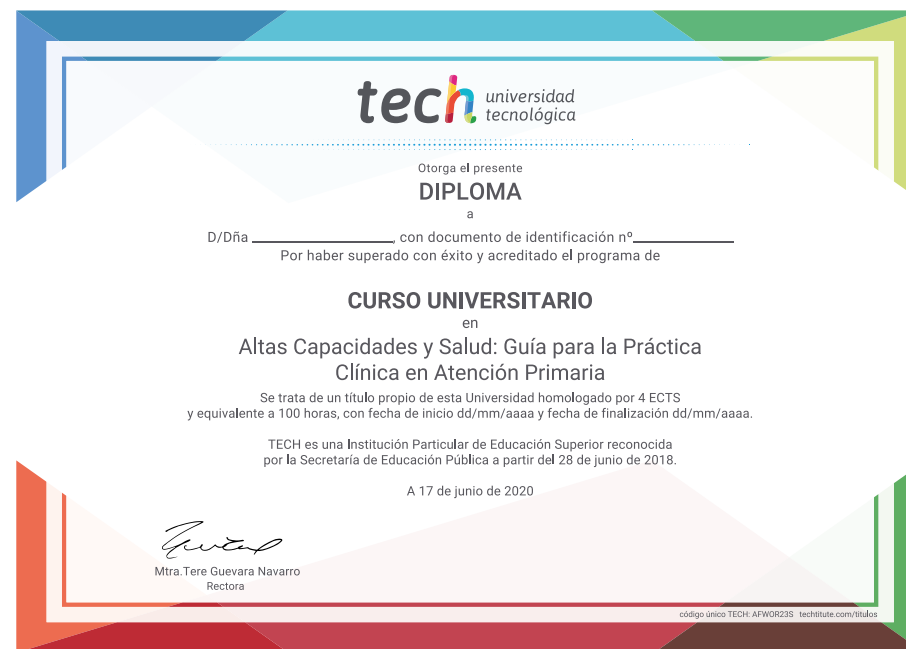 tech universidad
tecnológica
Otorga el presente
DIPLOMA
a
D/Dña ____________________, con documento de identificación nº______________
Por haber superado con éxito y acreditado el programa de
CURSO UNIVERSITARIO
en
Altas Capacidades y Salud: Guía para la Práctica
Clínica en Atención Primaria
Se trata de un título propio de esta Universidad homologado por 4 ECTS
y equivalente a 100 horas, con fecha de inicio dd/mm/aaaa y fecha de finalización dd/mm/aaaa.
TECH es una Institución Particular de Educación Superior reconocida
por la Secretaría de Educación Pública a partir del 28 de junio de 2018.
A 17 de junio de 2020
Mtra.Tere Guevara Navarro
Rectora
código único TECH: AFWOR23S techtitute.com/titulos